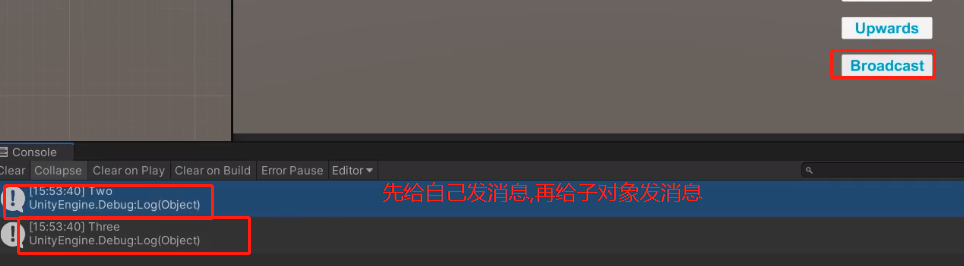 Upwards
Broadcast
Console
Clear Collapse Clear on Play Clear on Build Error Pause Editor
[15:53:40] Two
UnityEngine.Debug:Log(Object)
先给自己发消息,再给子对象发消息
[15:53:40] Three
UnityEngine.Debug:Log(Object)